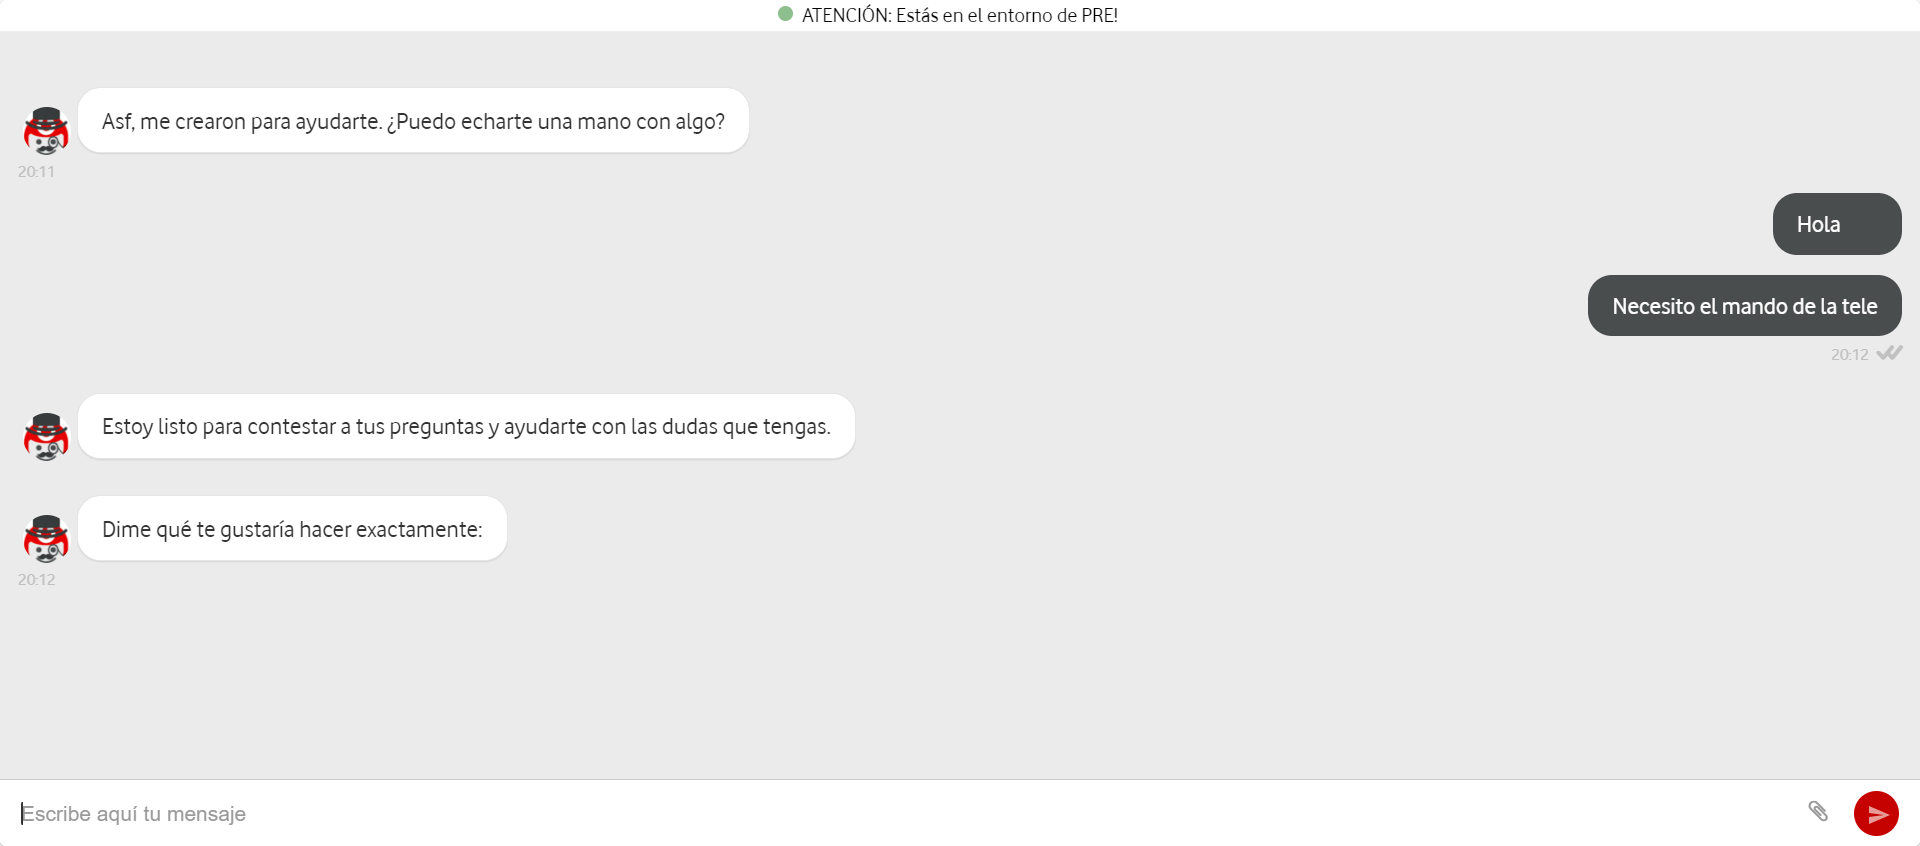 ATENCIÓN: Estás en el entorno de PRE!
Asf, me crearon para ayudarte. ¿Puedo echarte una mano con algo?
20:11
Hola
Necesito el mando de la tele
20:12
Estoy listo para contestar a tus preguntas y ayudarte con las dudas que tengas.
Dime qué te gustaría hacer exactamente:
20:12
Escribe aquí tu mensaje